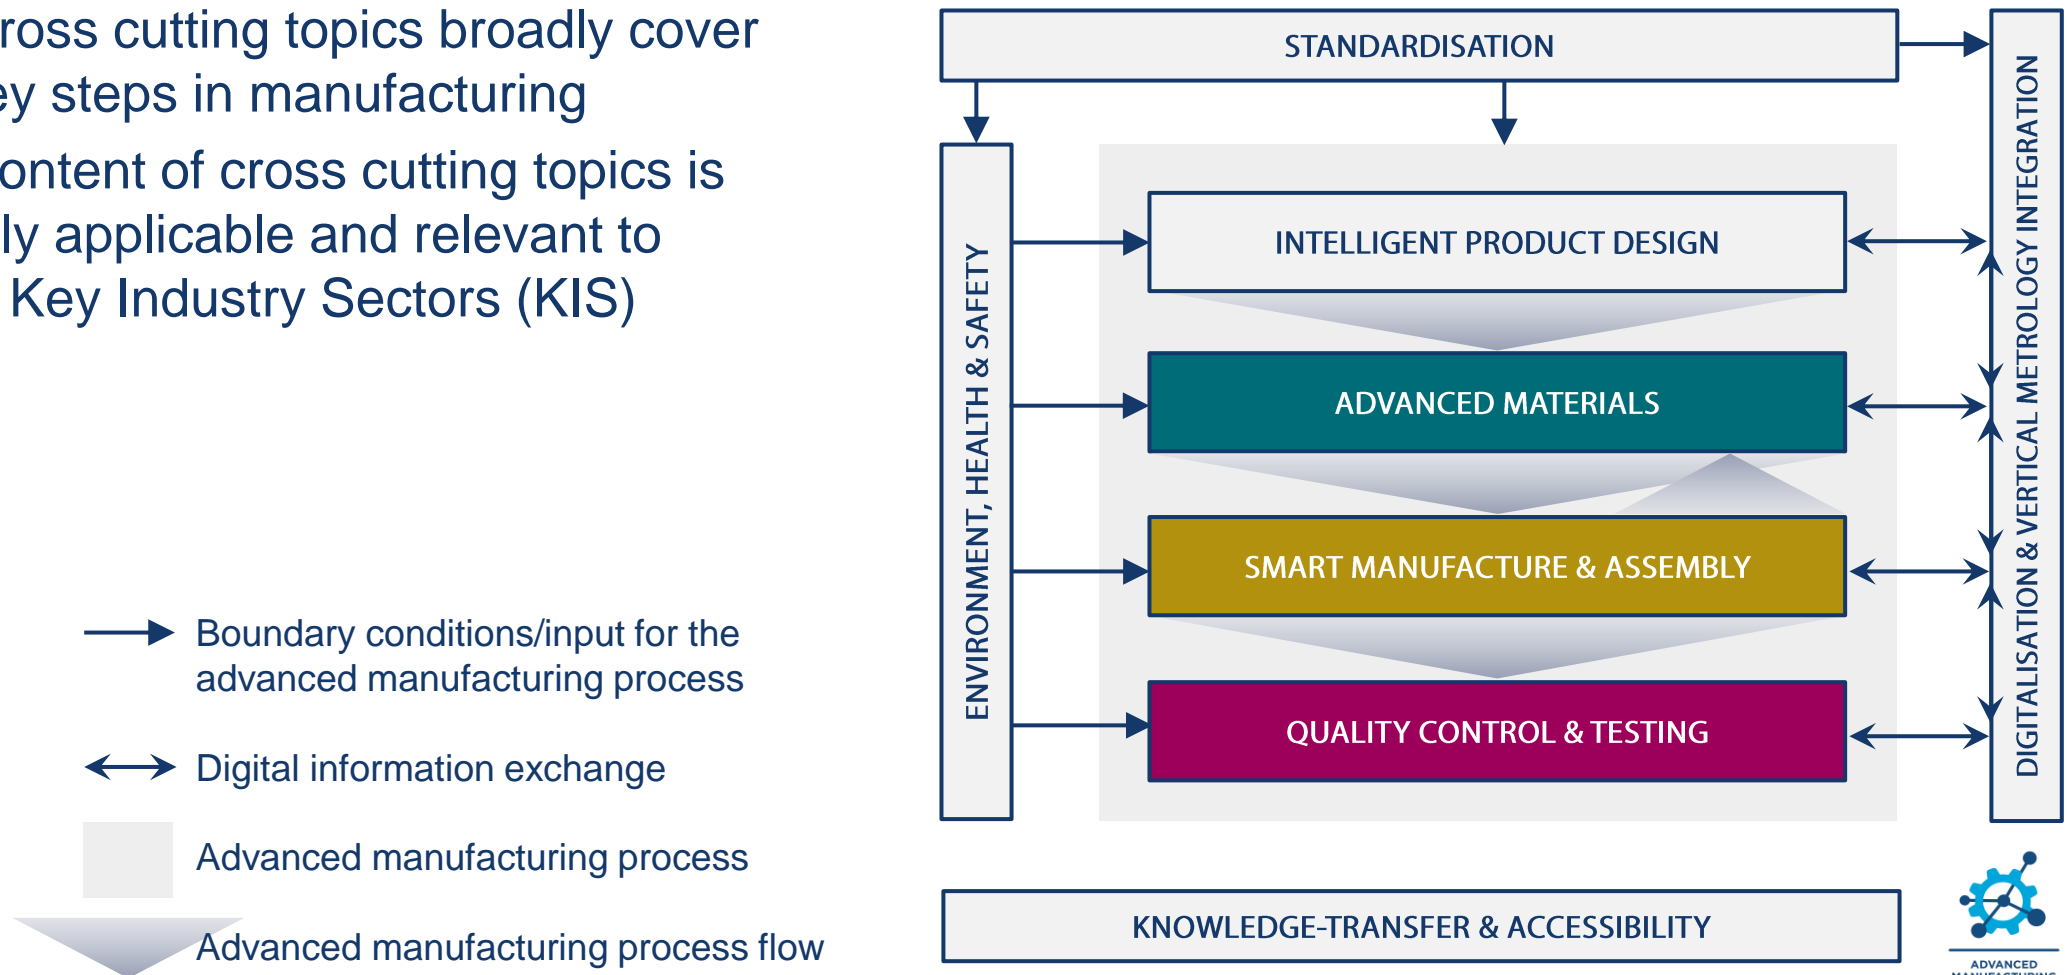 ross cutting topics broadly cover
ey steps in manufacturing
ontent of cross cutting topics is
ly applicable and relevant to
Key Industry Sectors (KIS)
Boundary conditions/input for the
advanced manufacturing process
Digital information exchange
Advanced manufacturing process
Advanced manufacturing process flow
STANDARDISATION
ENVIRONMENT, HEALTH & SAFETY
INTELLIGENT PRODUCT DESIGN
ADVANCED MATERIALS
SMART MANUFACTURE & ASSEMBLY
QUALITY CONTROL & TESTING
DIGITALISATION & VERTICAL METROLOGY INTEGRATION
KNOWLEDGE-TRANSFER & ACCESSIBILITY
ADVANCED
MANUFACTURING